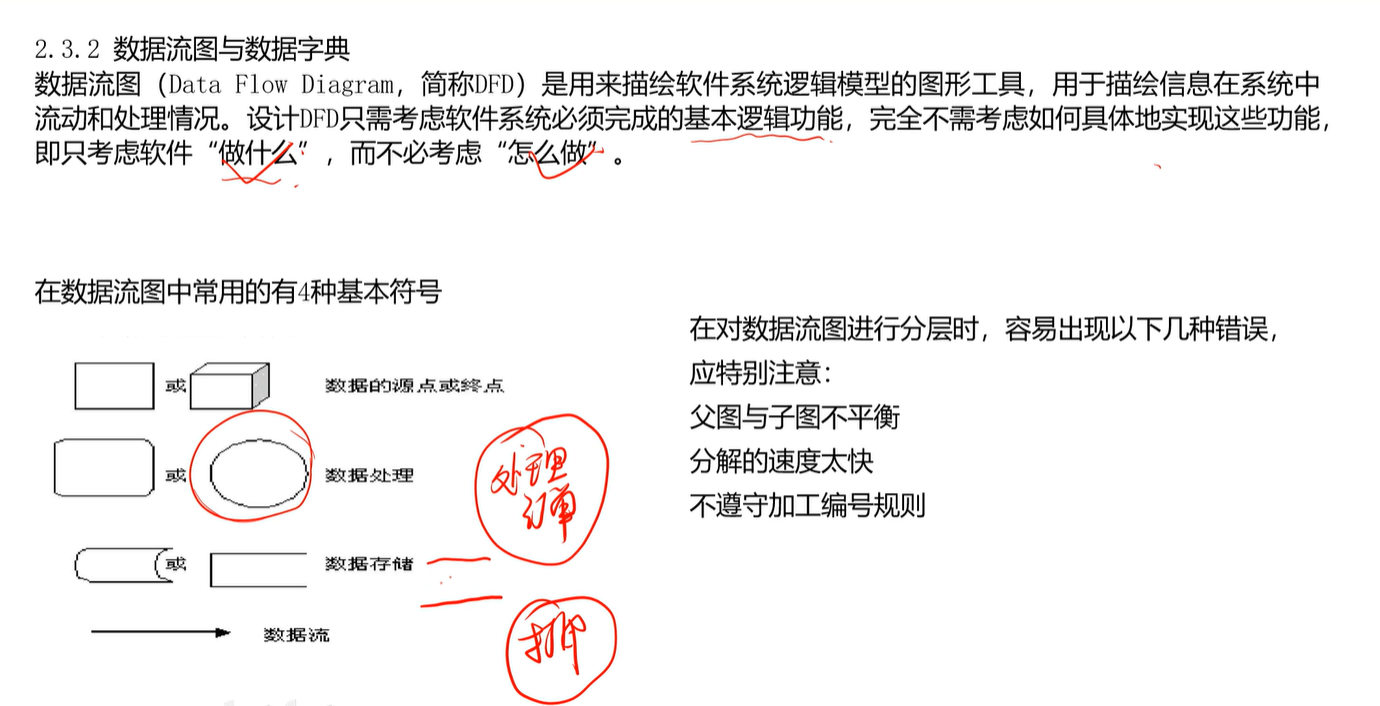 2.3.2 数据流图与数据字典
数据流图（Data Flow Diagram，简称DFD）是用来描绘软件系统逻辑模型的图形工具，用于描绘信息在系统中
流动和处理情况。设计DFD只需考虑软件系统必须完成的基本逻辑功能，完全不需考虑如何具体地实现这些功能，
即只考虑软件“做什么”，而不必考虑“怎么做”。
在数据流图中常用的有4种基本符号
或 数据的源点或终点
或 数据处理
或 数据存储
数据流
处理
订单
在对数据流图进行分层时，容易出现以下几种错误，
应特别注意：
父图与子图不平衡
分解的速度太快
不遵守加工编号规则